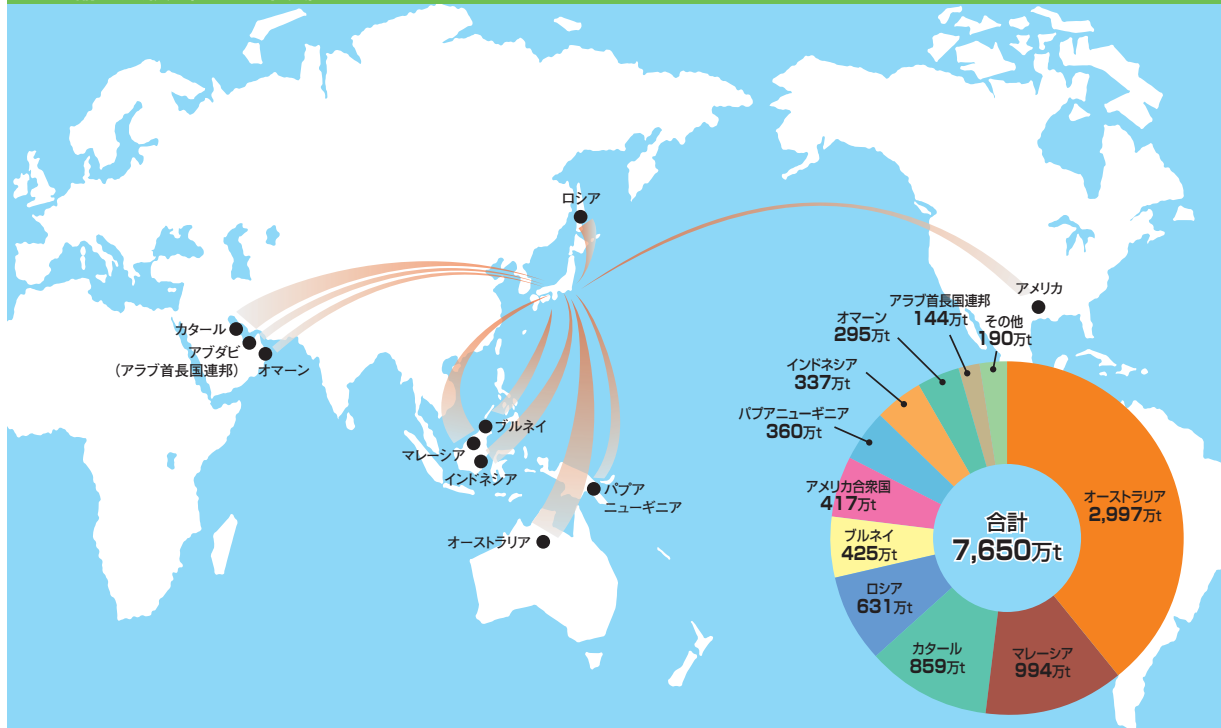 ロシア
カタール
アブダビ
(アラブ首長国連邦)
オマーン
ブルネイ
マレーシア
インドネシア
パプア
ニューギニア
オーストラリア
アメリカ
アラブ首長国連邦
144万t
その他
190万t
オマーン
295万t
インドネシア
337万t
パプアニューギニア
360万t
アメリカ合衆国
417万t
ブルネイ
425万t
ロシア
631万t
カタール
859万t
マレーシア
994万t
オーストラリア
2,997万t
合計
7,650万t